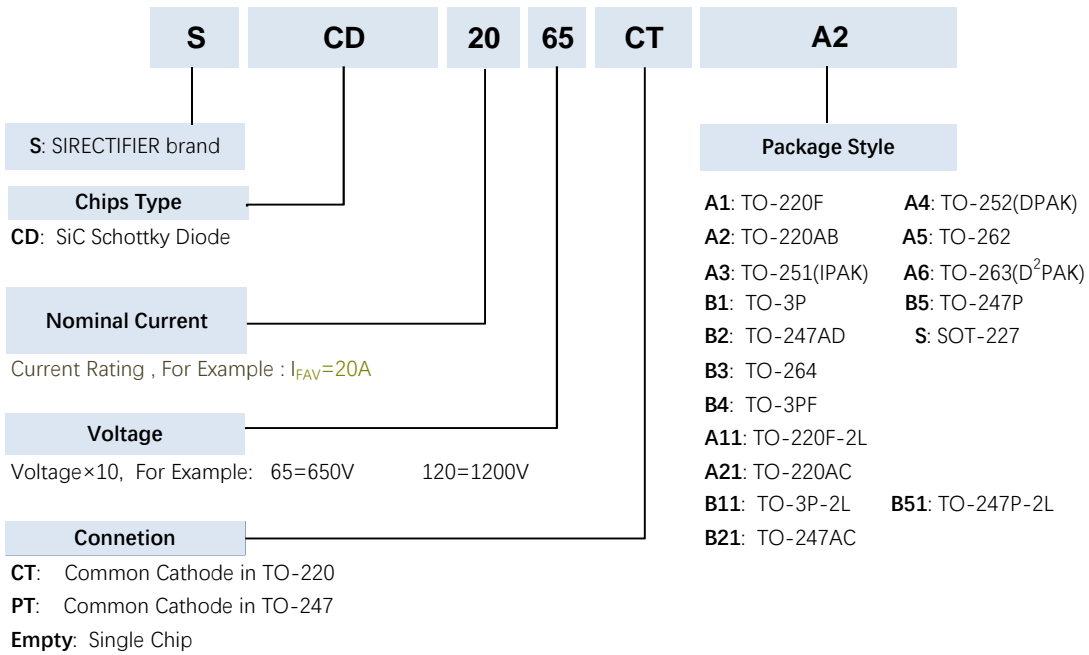 S CD 20 65 CT A2
S: SIRECTIFIER brand
Chips Type
CD: SiC Schottky Diode
Nominal Current
Current Rating , For Example : IFAV=20A
Voltage
Voltage×10, For Example: 65=650V 120=1200V
Connetion
CT: Common Cathode in TO-220
PT: Common Cathode in TO-247
Empty: Single Chip
Package Style
A1: TO-220F A4: TO-252(DPAK)
A2: TO-220AB A5: TO-262
A3: TO-251(IPAK) A6: TO-263(D²PAK)
B1: TO-3P B5: TO-247P
B2: TO-247AD S: SOT-227
B3: TO-264
B4: TO-3PF
A11: TO-220F-2L
A21: TO-220AC
B11: TO-3P-2L B51: TO-247P-2L
B21: TO-247AC